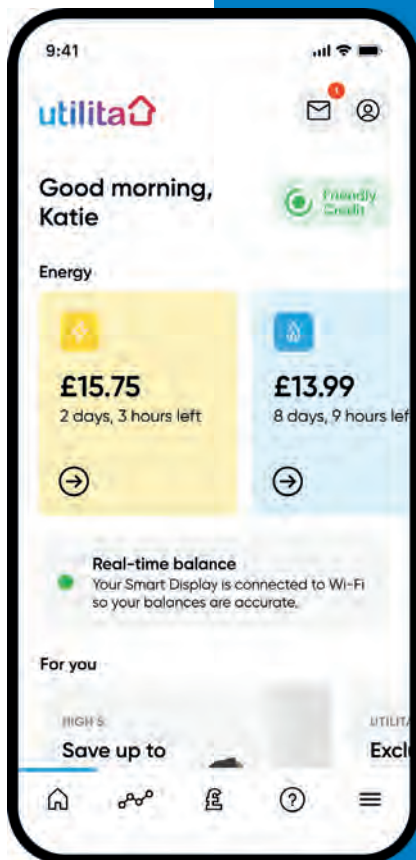 9:41
utilita
1
Good morning,
Katie
Friendly
Credit
Energy
£15.75
2 days, 3 hours left
£13.99
8 days, 9 hours lef
Real-time balance
Your Smart Display is connected to Wi-Fi
so your balances are accurate.
For you
HIGH S
Save up to
UTILITA
Excl